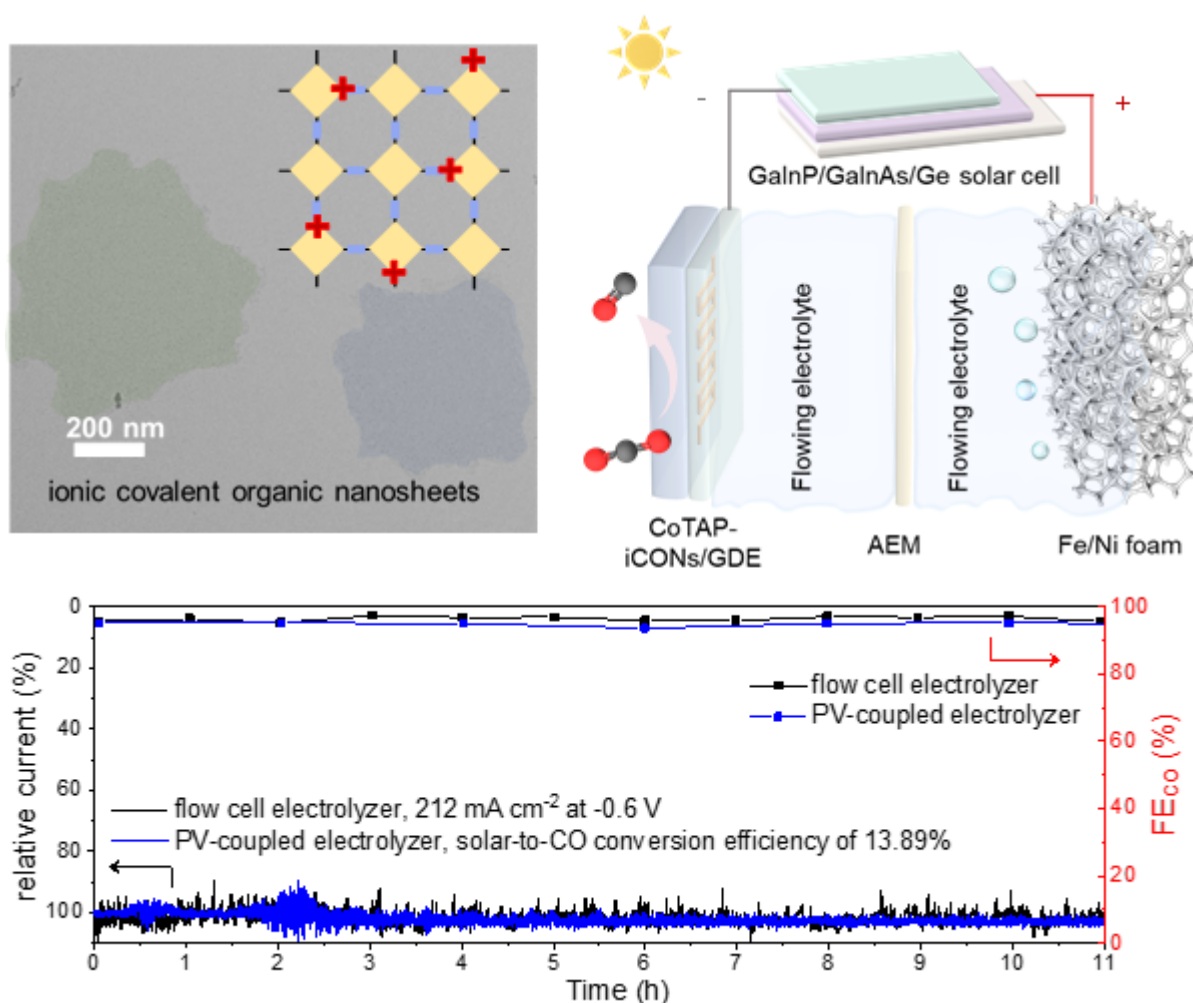 200 nm
ionic covalent organic nanosheets
-
+
GaInP/GaInAs/Ge solar cell
Flowing electrolyte
Flowing electrolyte
CoTAP-
iCONs/GDE
AEM
Fe/Ni foam
relative current (%)
0
20
40
60
80
100
flow cell electrolyzer
PV-coupled electrolyzer
flow cell electrolyzer, 212 mA cm⁻² at -0.6 V
PV-coupled electrolyzer, solar-to-CO conversion efficiency of 13.89%
100
80
60
40
20
0
FE_CO (%)
0 1 2 3 4 5 6 7 8 9 10 11
Time (h)